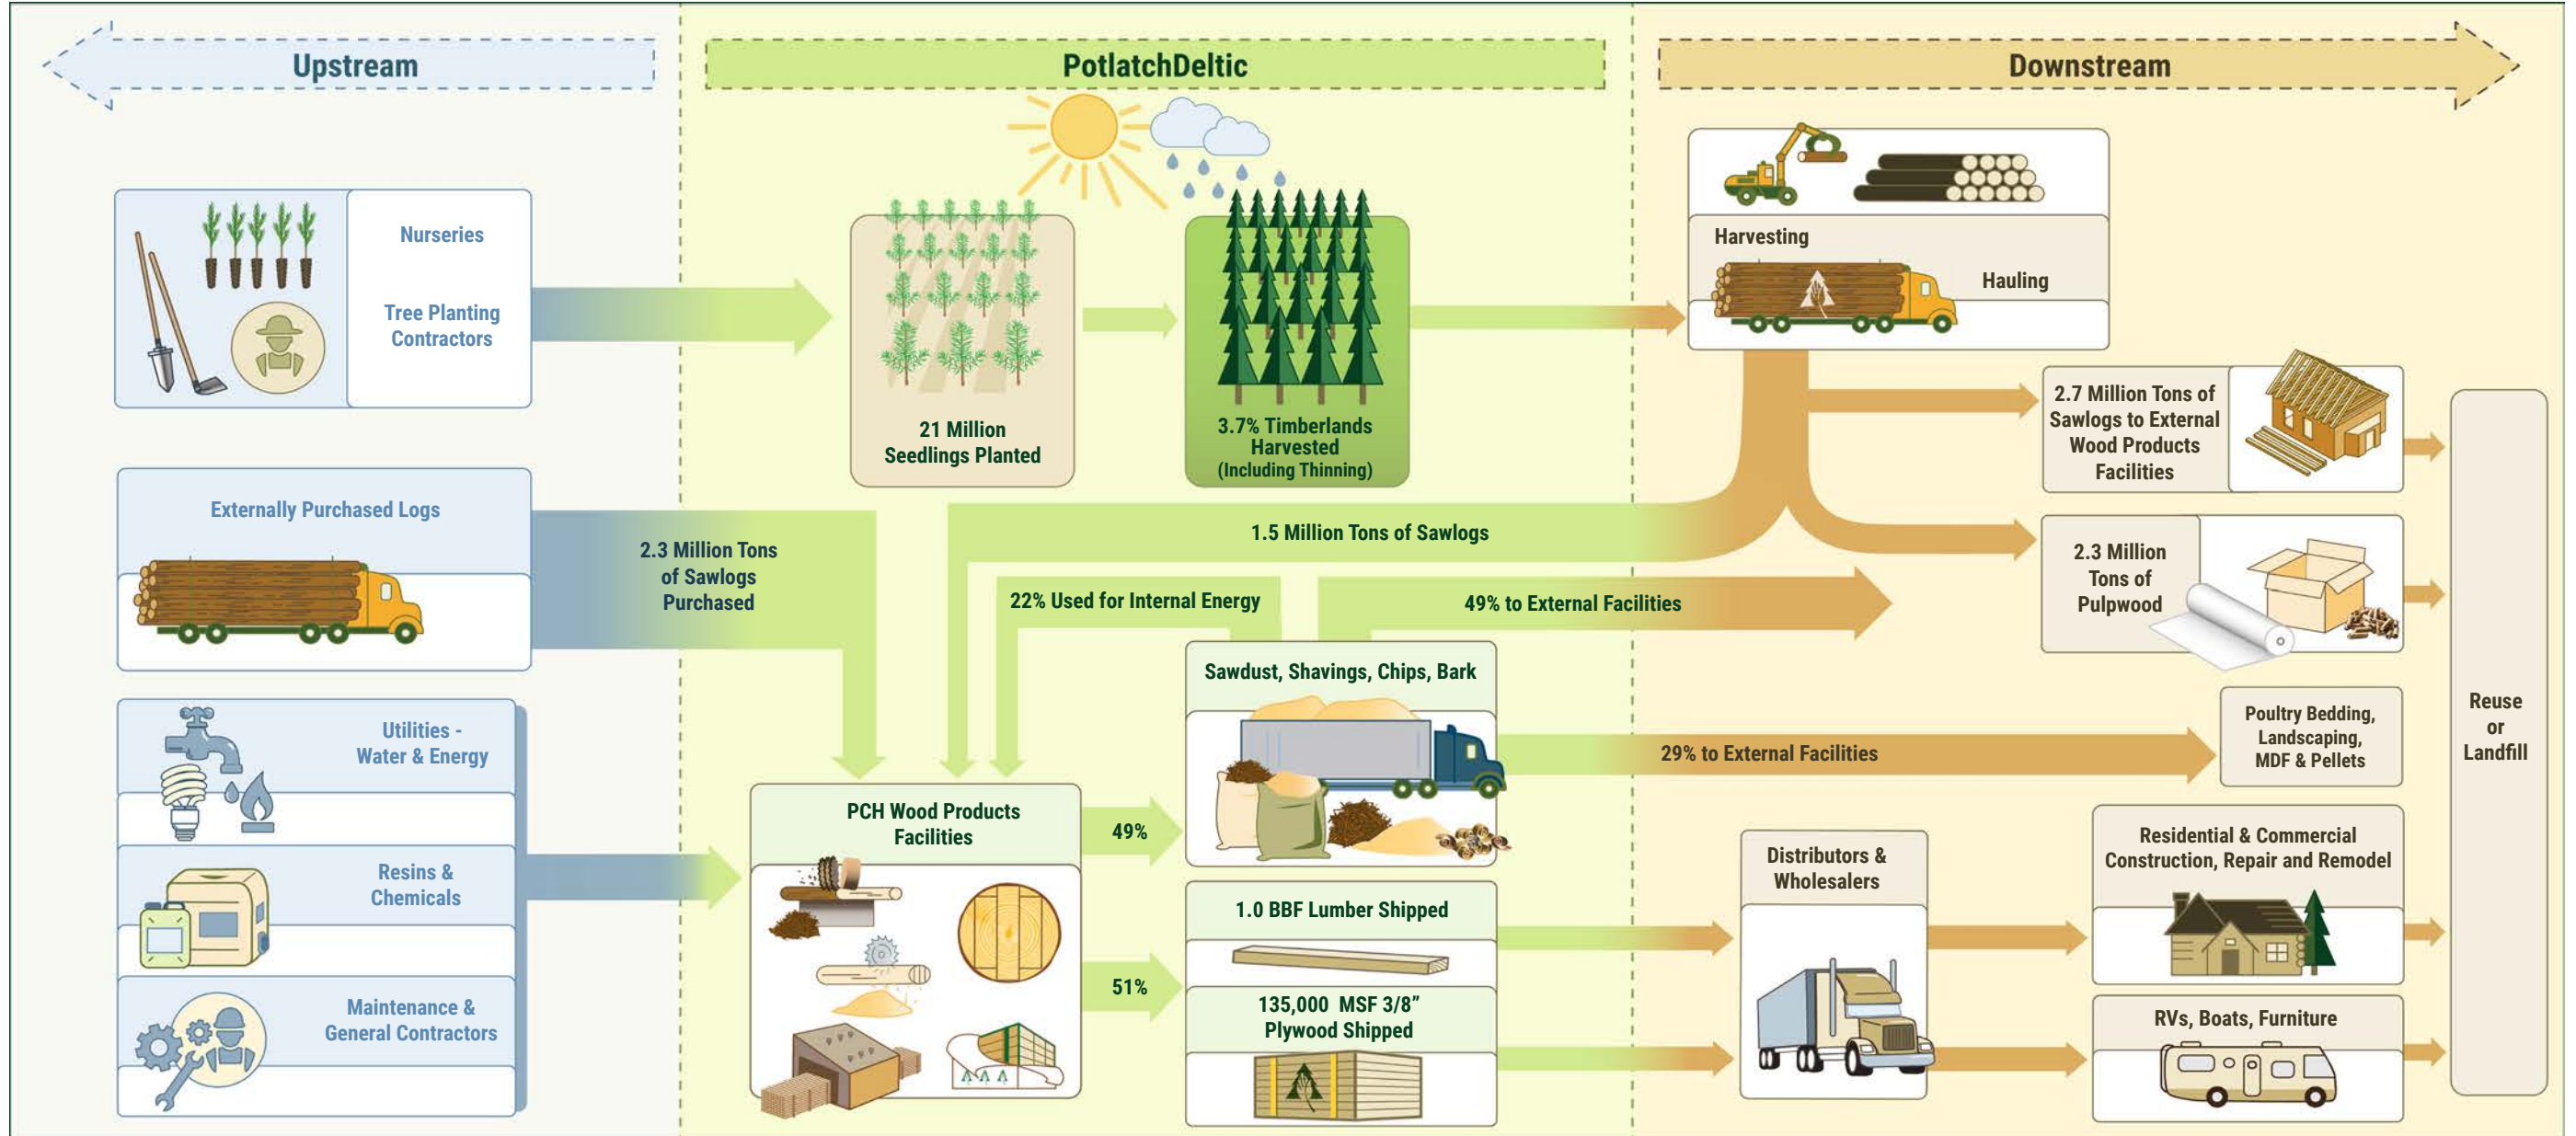 Upstream
PotlatchDeltic
Downstream
Nurseries
Tree Planting
Contractors
21 Million
Seedlings Planted
3.7% Timberlands
Harvested
(Including Thinning)
Harvesting
Hauling
2.7 Million Tons of
Sawlogs to External
Wood Products
Facilities
Externally Purchased Logs
2.3 Million Tons
of Sawlogs
Purchased
1.5 Million Tons of Sawlogs
22% Used for Internal Energy
49% to External Facilities
2.3 Million
Tons of
Pulpwood
Reuse
or
Landfill
Sawdust, Shavings, Chips, Bark
29% to External Facilities
Poultry Bedding,
Landscaping,
MDF & Pellets
Utilities -
Water & Energy
Resins &
Chemicals
Maintenance &
General Contractors
PCH Wood Products
Facilities
49%
51%
1.0 BBF Lumber Shipped
135,000 MSF 3/8”
Plywood Shipped
Distributors &
Wholesalers
Residential & Commercial
Construction, Repair and Remodel
RVs, Boats, Furniture